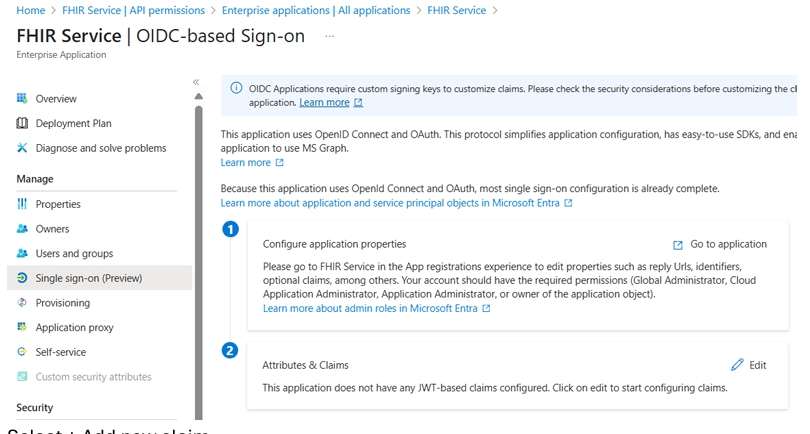 Home > FHIR Service | API permissions > Enterprise applications | All applications > FHIR Service >
FHIR Service | OIDC-based Sign-on ...
Enterprise Application
«
Overview
Deployment Plan
Diagnose and solve problems
Manage
Properties
Owners
Users and groups
Single sign-on (Preview)
Provisioning
Application proxy
Self-service
Custom security attributes
Security
OIDC Applications require custom signing keys to customize claims. Please check the security considerations before customizing the
application. Learn more
This application uses OpenID Connect and OAuth. This protocol simplifies application configuration, has easy-to-use SDKs, and
application to use MS Graph.
Learn more
Because this application uses OpenId Connect and OAuth, most single sign-on configuration is already complete.
Learn more about application and service principal objects in Microsoft Entra
1
Configure application properties
Go to application
Please go to FHIR Service in the App registrations experience to edit properties such as reply Urls, identifiers,
optional claims, among others. Your account should have the required permissions (Global Administrator, Cloud
Application Administrator, Application Administrator, or owner of the application object).
Learn more about admin roles in Microsoft Entra
2
Attributes & Claims
Edit
This application does not have any JWT-based claims configured. Click on edit to start configuring claims.
Select + Add new claim